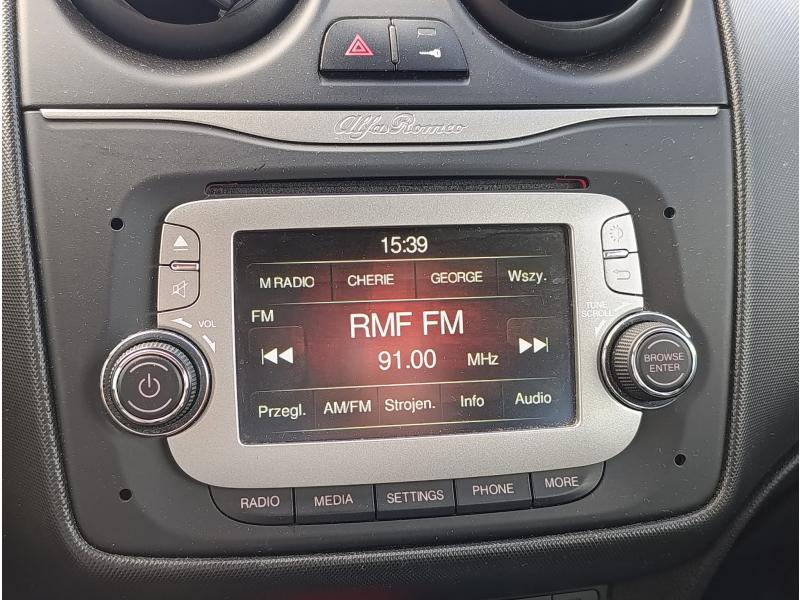 Alfa Romeo
15:39
M RADIO CHERIE GEORGE Wszy.
FM
RMF FM
91.00 MHz
Przegl. AM/FM Strojen. Info Audio
VOL
TUNE
SCROLL
BROWSE
ENTER
RADIO MEDIA SETTINGS PHONE MORE